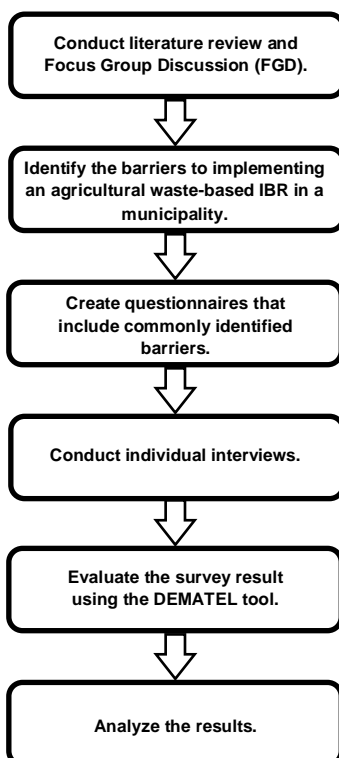 Conduct literature review and
Focus Group Discussion (FGD).
Identify the barriers to implementing
an agricultural waste-based IBR in a
municipality.
Create questionnaires that
include commonly identified
barriers.
Conduct individual interviews.
Evaluate the survey result
using the DEMATEL tool.
Analyze the results.